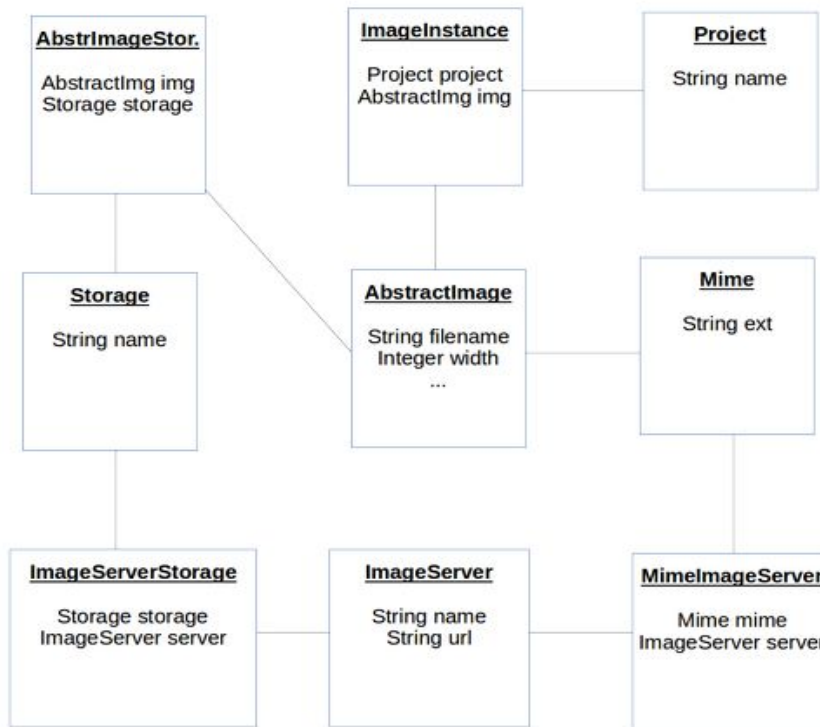 AbstrImageStor.
AbstractImg img
Storage storage
ImageInstance
Project project
AbstractImg img
Project
String name
Storage
String name
AbstractImage
String filename
Integer width
...
Mime
String ext
ImageServerStorage
Storage storage
ImageServer server
ImageServer
String name
String url
MimeImageServer
Mime mime
ImageServer server